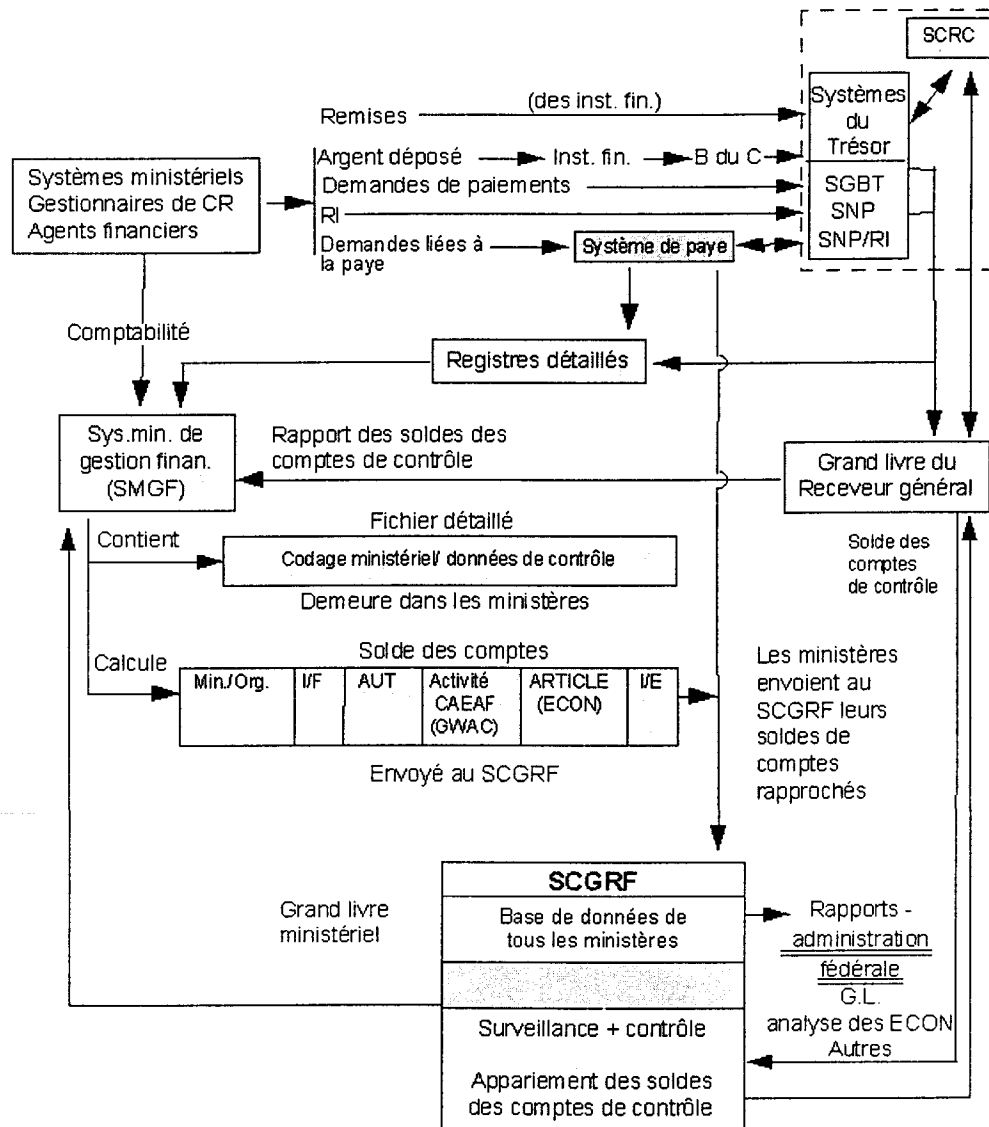 SCRC
(des inst. fin.)
Remises
Systèmes
du
Trésor
Argent déposé
Inst. fin.
B du C
Systèmes ministériels
Gestionnaires de CR
Agents financiers
Demandes de paiements
SGBT
RI
SNP
Demandes liées à
la paye
Système de paye
SNP/RI
Comptabilité
Registres détaillés
Sys.min. de
gestion finan.
(SMGF)
Rapport des soldes des
comptes de contrôle
Grand livre du
Receveur général
Fichier détaillé
Contient
Codage ministériel/ données de contrôle
Demeure dans les ministères
Solde des
comptes
de contrôle
Calcule
Solde des comptes
Min./Org.
I/F
AUT
Activité
CAEAF
(GWAC)
ARTICLE
(ECON)
I/E
Envoyé au SCGRF
Les ministères
envoient au
SCGRF leurs
soldes de
comptes
rapprochés
SCGRF
Grand livre
ministériel
Base de données de
tous les ministères
Rapports -
administration
fédérale
G.L.
analyse des ECON
Autres
Surveillance + contrôle
Appariement des soldes
des comptes de contrôle